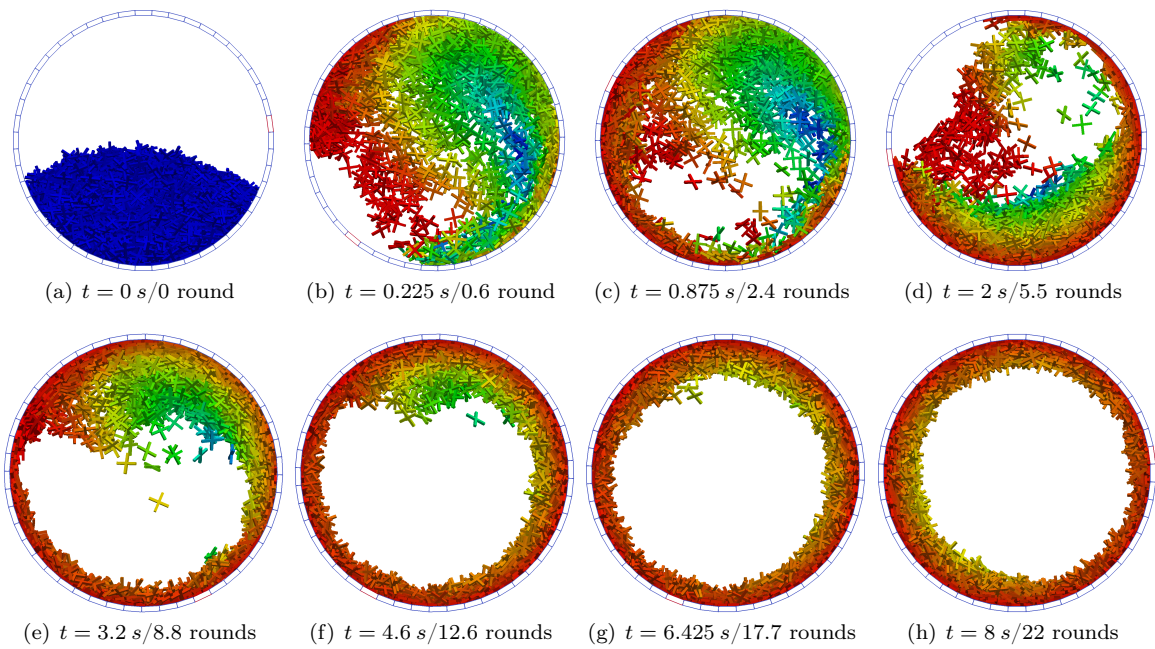 (a) t = 0 s/0 round
(b) t = 0.225 s/0.6 round
(c) t = 0.875 s/2.4 rounds
(d) t = 2 s/5.5 rounds
(e) t = 3.2 s/8.8 rounds
(f) t = 4.6 s/12.6 rounds
(g) t = 6.425 s/17.7 rounds
(h) t = 8 s/22 rounds